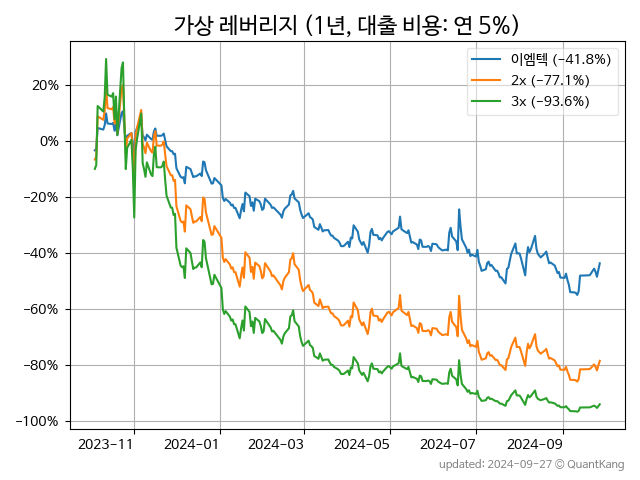 가상 레버리지 (1년, 대출 비용: 연 5%)
이엠텍 (−41.8%)
2x (−77.1%)
3x (−93.6%)
20%
0%
−20%
−40%
−60%
−80%
−100%
2023-11 2024-01 2024-03 2024-05 2024-07 2024-09
updated: 2024-09-27 © QuantKang